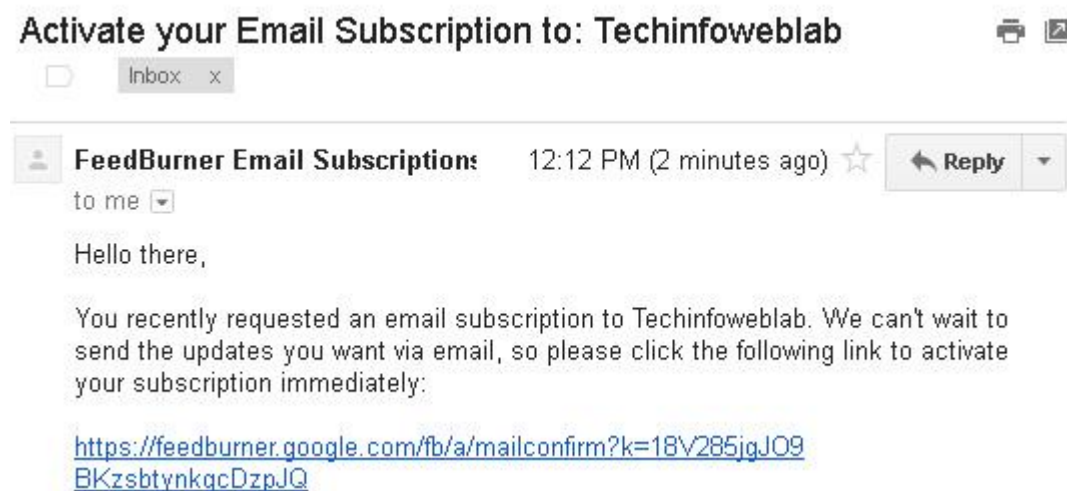 Activate your Email Subscription to: Techinfoweblab
Inbox x
FeedBurner Email Subscriptions 12:12 PM (2 minutes ago) Reply
to me
Hello there,
You recently requested an email subscription to Techinfoweblab. We can't wait to
send the updates you want via email, so please click the following link to activate
your subscription immediately:
https://feedburner.google.com/fb/a/mailconfirm?k=18V285jgJO9
BKzsbtynkqcDzpJQ